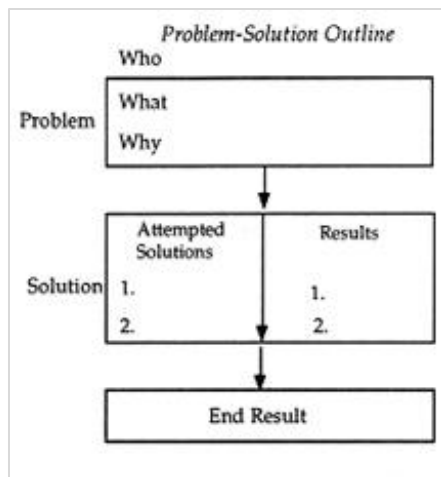 Problem-Solution Outline
Who
Problem
What
Why
Solution
Attempted
Solutions
1.
2.
Results
1.
2.
End Result